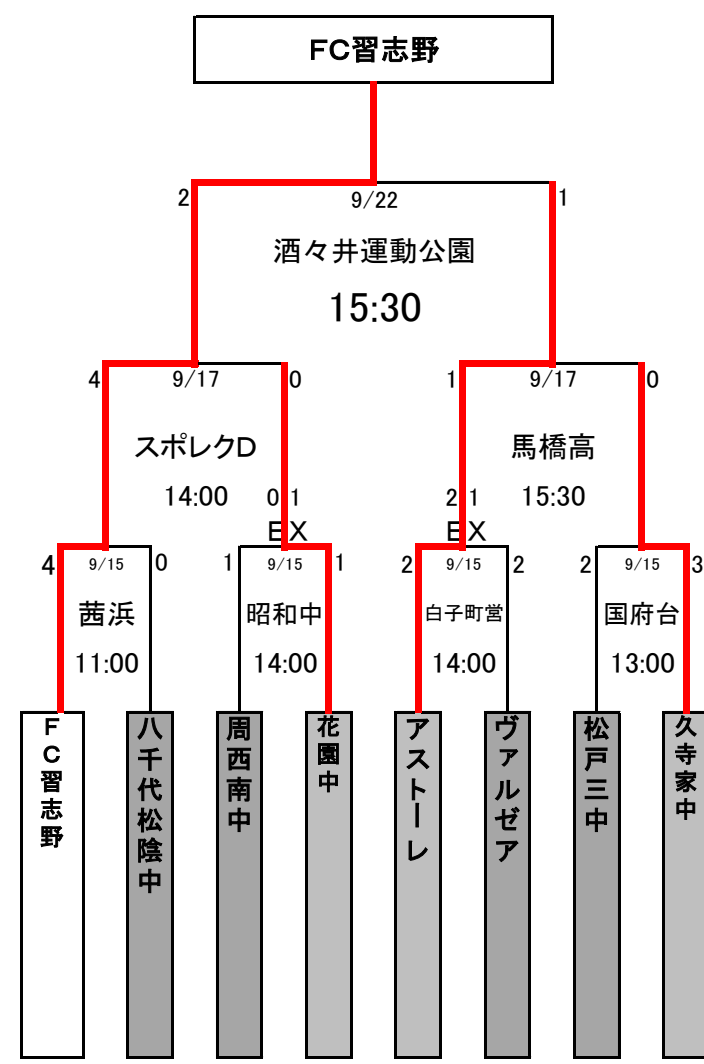 FC習志野
2 9/22 1
酒々井運動公園
15:30
4 9/17 0 1 9/17 0
スポレクD 馬橋高
14:00 0 1 2 1 15:30
EX EX
4 9/15 0 1 9/15 1 2 9/15 2 2 9/15 3
茜浜 昭和中 白子町営 国府台
11:00 14:00 14:00 13:00
FC習志野
八千代松陰中
周西南中
花園中
アストーレ
ヴァルゼア
松戸三中
久寺家中